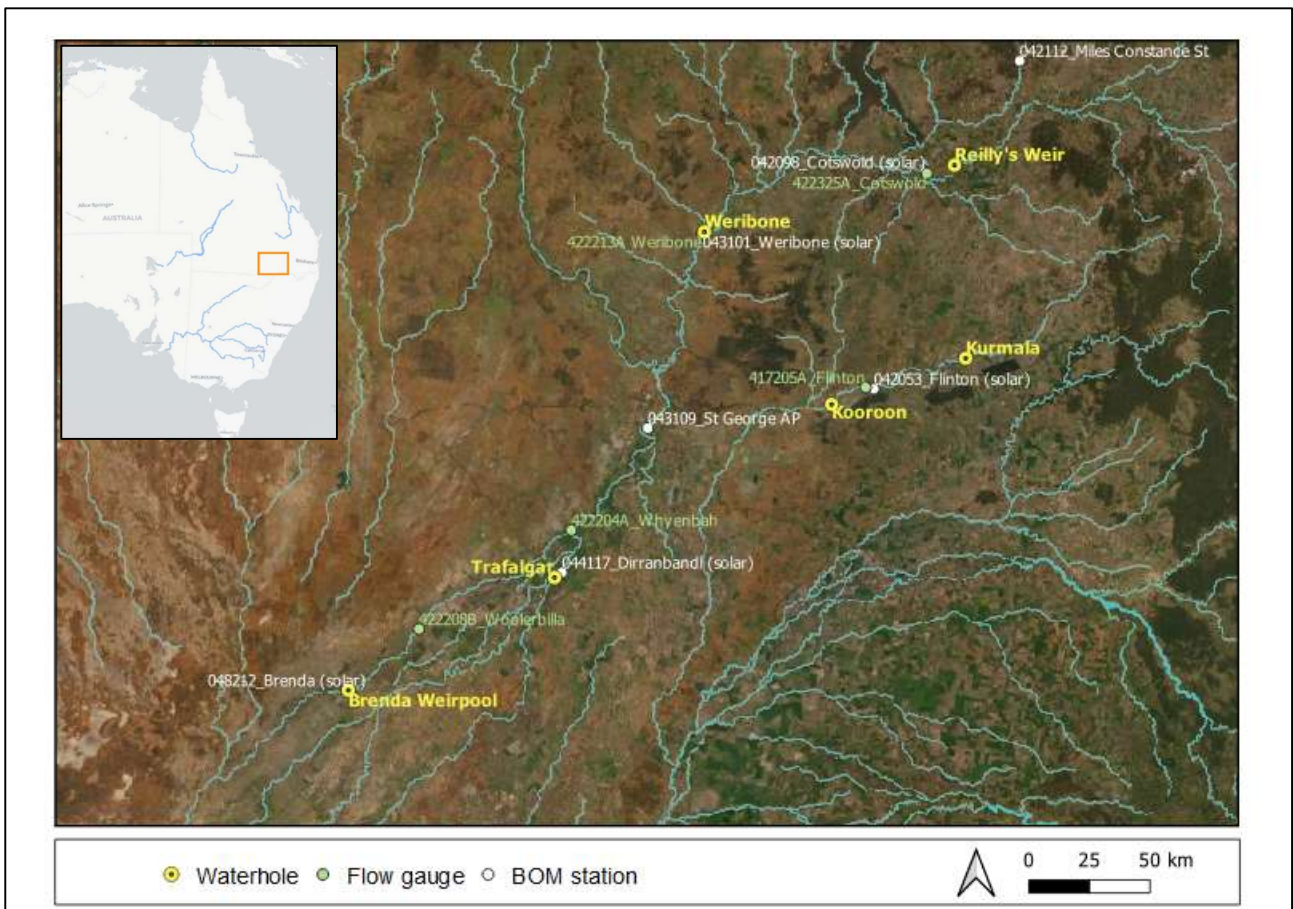 042112_Miles Constance St
042098_Cotswold (solar)
Reilly's Weir
422325A_Cotswold
Weribone
422213A_Weribone
043101_Weribone (solar)
Kurmala
417205A_Flinton
042053_Flinton (solar)
Kooroon
043109_St George AP
422204A_Whyenbah
Trafalgar
044117_Dirranbandi (solar)
422208B_Woolerbilla
048212_Brenda (solar)
Brenda Weirpool
AUSTRALIA
Waterhole
Flow gauge
BOM station
0 25 50 km